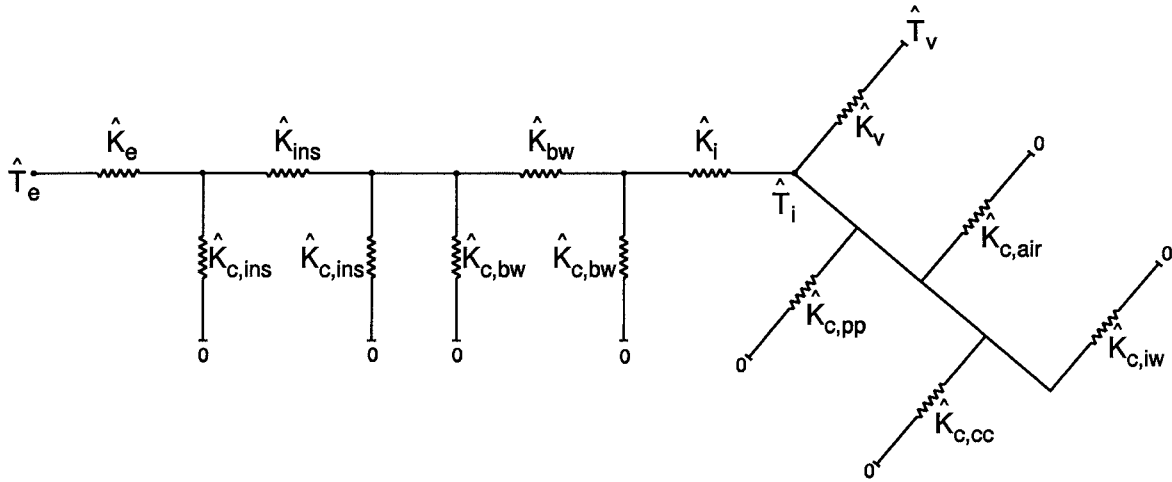 T̂v
K̂e
K̂ins
K̂bw
K̂i
K̂v
T̂e
T̂i
0
K̂c,air
K̂c,ins
K̂c,ins
K̂c,bw
K̂c,bw
0
K̂c,pp
K̂c,iw
0
0
0
0
0
K̂c,cc
0